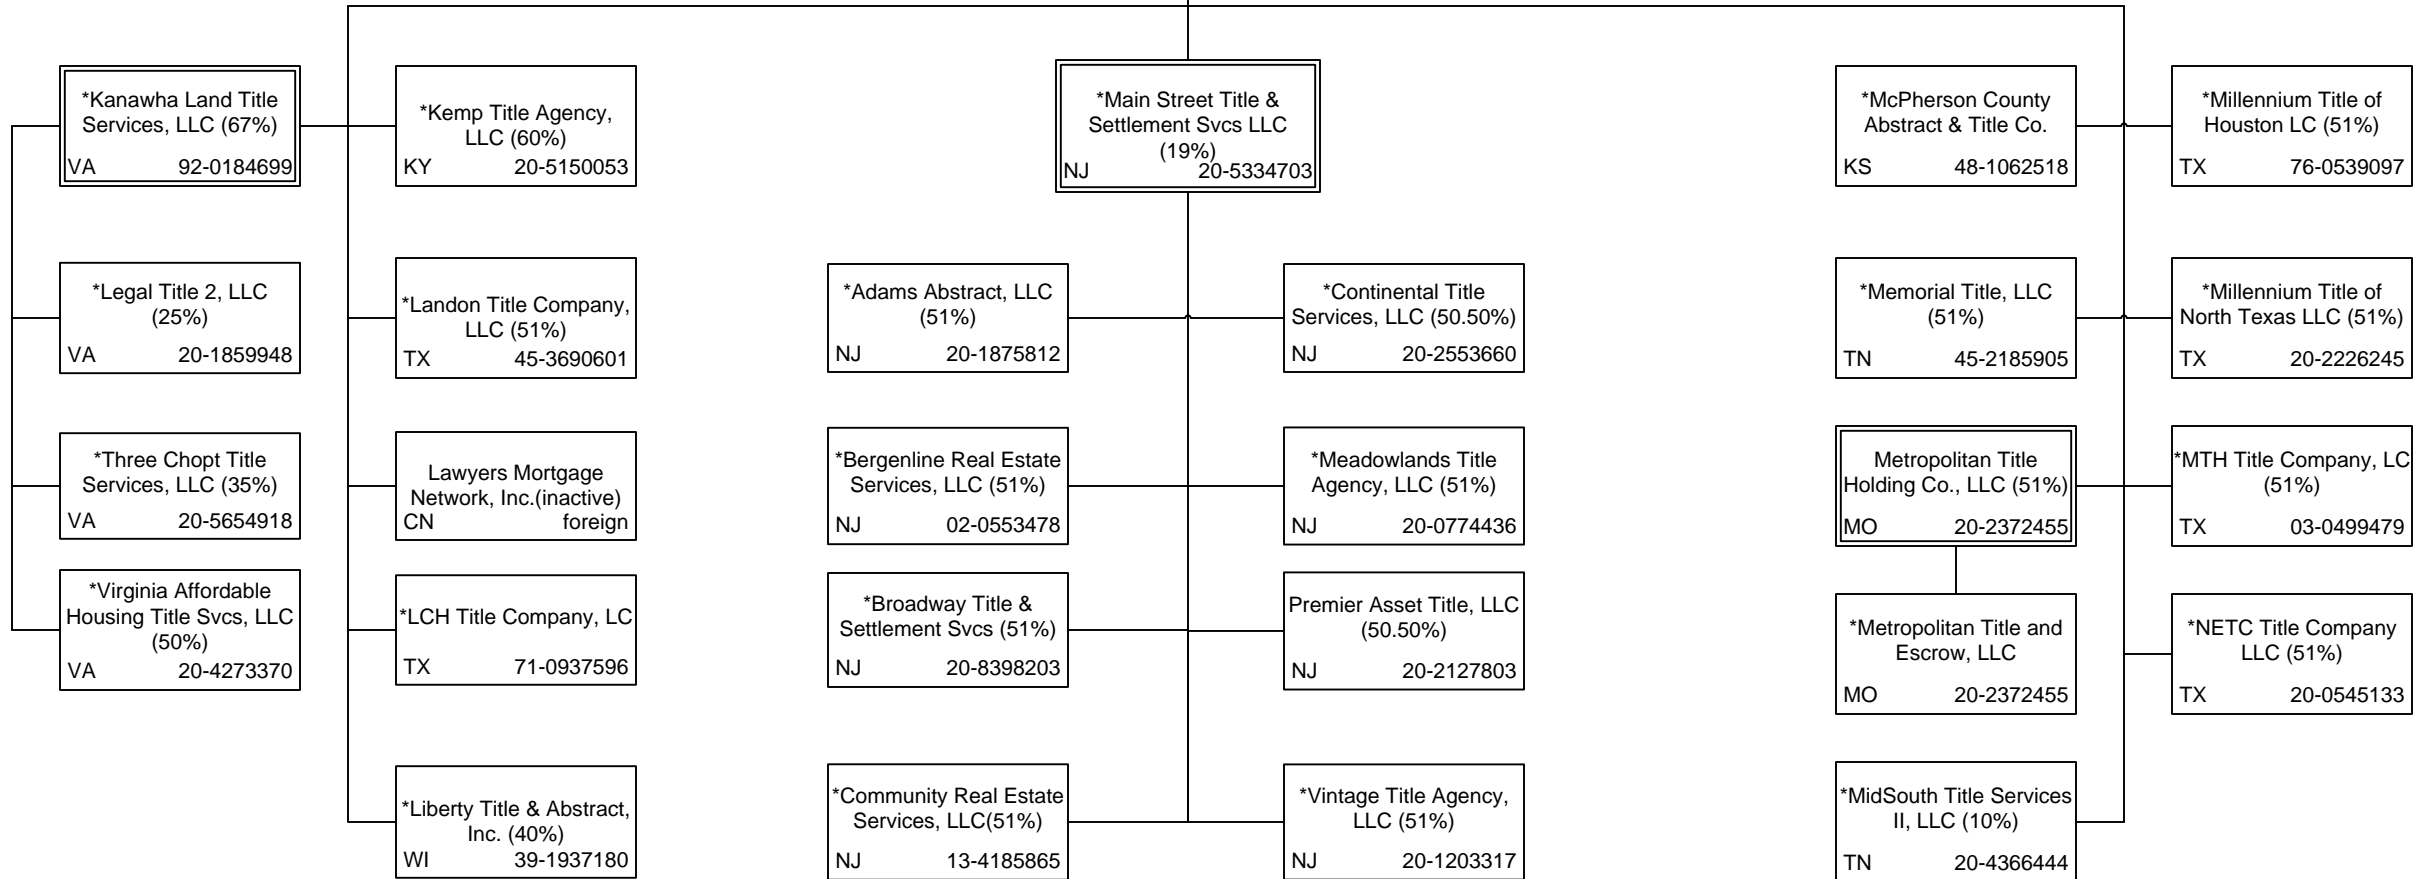 *Kanawha Land Title
Services, LLC (67%)
VA 92-0184699
*Legal Title 2, LLC
(25%)
VA 20-1859948
*Three Chopt Title
Services, LLC (35%)
VA 20-5654918
*Virginia Affordable
Housing Title Svcs, LLC
(50%)
VA 20-4273370
*Kemp Title Agency,
LLC (60%)
KY 20-5150053
*Landon Title Company,
LLC (51%)
TX 45-3690601
Lawyers Mortgage
Network, Inc.(inactive)
CN foreign
*LCH Title Company, LC
TX 71-0937596
*Liberty Title & Abstract,
Inc. (40%)
WI 39-1937180
*Main Street Title &
Settlement Svcs LLC
(19%)
NJ 20-5334703
*Adams Abstract, LLC
(51%)
NJ 20-1875812
*Bergenline Real Estate
Services, LLC (51%)
NJ 02-0553478
*Broadway Title &
Settlement Svcs (51%)
NJ 20-8398203
*Community Real Estate
Services, LLC(51%)
NJ 13-4185865
*Continental Title
Services, LLC (50.50%)
NJ 20-2553660
*Meadowlands Title
Agency, LLC (51%)
NJ 20-0774436
Premier Asset Title, LLC
(50.50%)
NJ 20-2127803
*Vintage Title Agency,
LLC (51%)
NJ 20-1203317
*McPherson County
Abstract & Title Co.
KS 48-1062518
*Memorial Title, LLC
(51%)
TN 45-2185905
Metropolitan Title
Holding Co., LLC (51%)
MO 20-2372455
*Metropolitan Title and
Escrow, LLC
MO 20-2372455
*MidSouth Title Services
II, LLC (10%)
TN 20-4366444
*Millennium Title of
Houston LC (51%)
TX 76-0539097
*Millennium Title of
North Texas LLC (51%)
TX 20-2226245
*MTH Title Company, LC
(51%)
TX 03-0499479
*NETC Title Company
LLC (51%)
TX 20-0545133